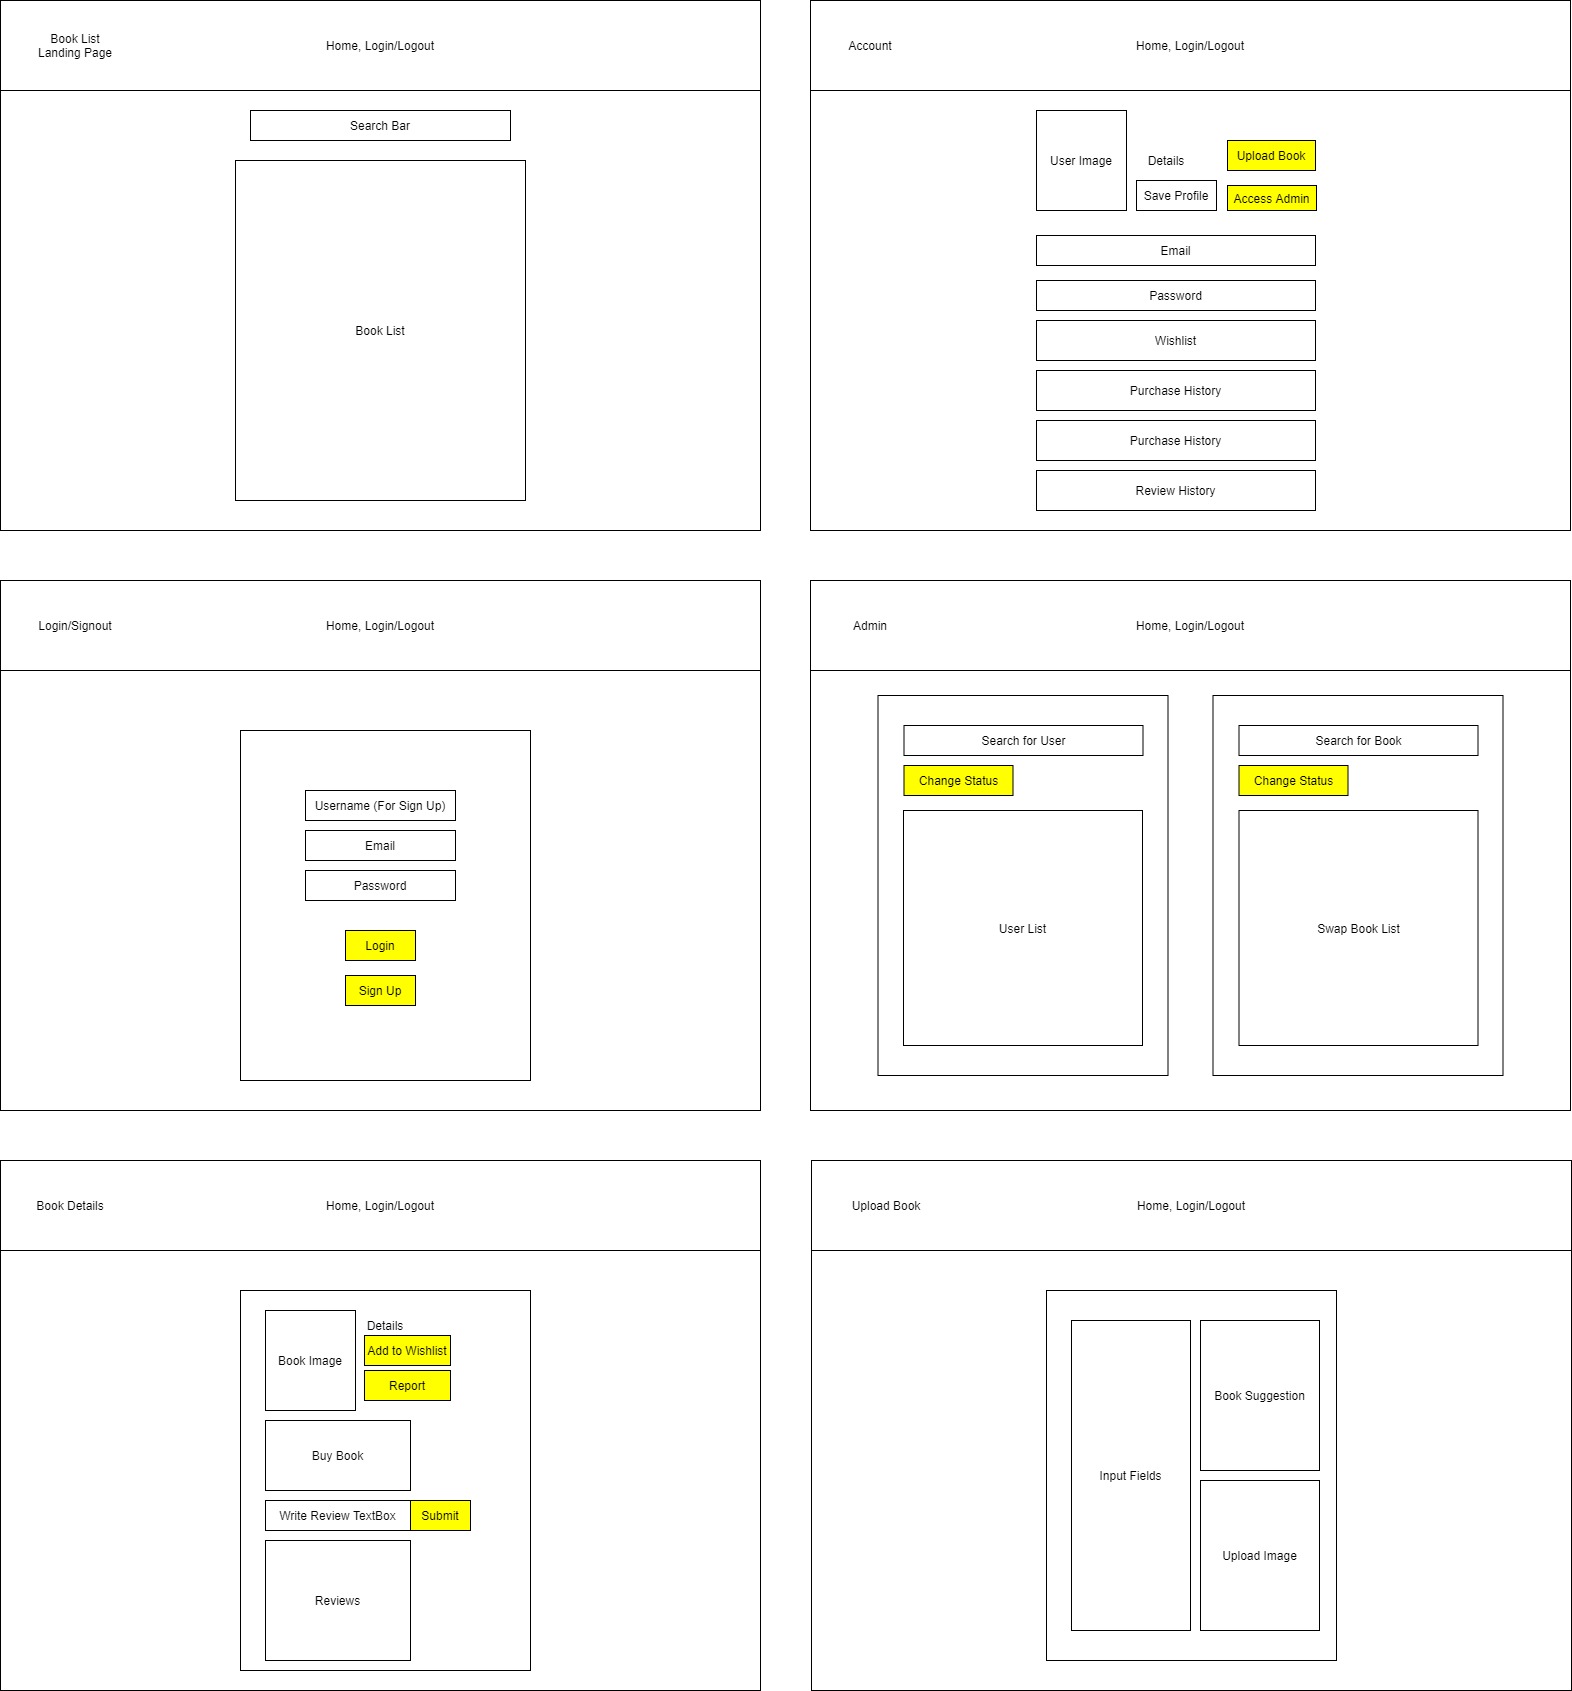 Book List
Landing Page
Home, Login/Logout
Search Bar
Book List
Account
Home, Login/Logout
User Image
Details
Upload Book
Save Profile
Access Admin
Email
Password
Wishlist
Purchase History
Purchase History
Review History
Login/Signout
Home, Login/Logout
Username (For Sign Up)
Email
Password
Login
Sign Up
Admin
Home, Login/Logout
Search for User
Change Status
User List
Search for Book
Change Status
Swap Book List
Book Details
Home, Login/Logout
Book Image
Details
Add to Wishlist
Report
Buy Book
Write Review TextBox
Submit
Reviews
Upload Book
Home, Login/Logout
Input Fields
Book Suggestion
Upload Image